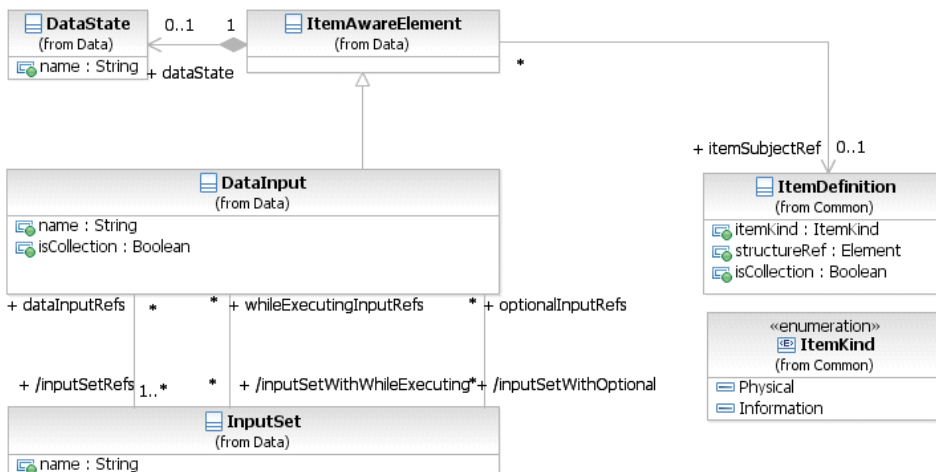 DataState
(from Data)
name : String
0..1
1
+ dataState
ItemAwareElement
(from Data)
*
+ itemSubjectRef
0..1
DataInput
(from Data)
name : String
isCollection : Boolean
ItemDefinition
(from Common)
itemKind : ItemKind
structureRef : Element
isCollection : Boolean
+ dataInputRefs
*
*
+ whileExecutingInputRefs
*
+ optionalInputRefs
«enumeration»
ItemKind
(from Common)
Physical
Information
+ /inputSetRefs
1..*
*
+ /inputSetWithWhileExecuting
*
+ /inputSetWithOptional
InputSet
(from Data)
name : String